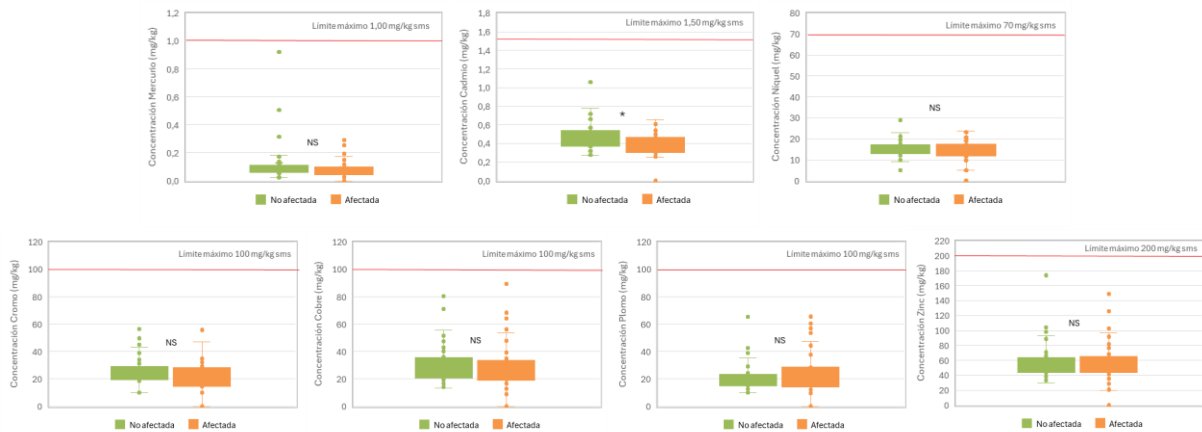 Límite máximo 1,00 mg/kg sms
Concentración Mercurio (mg/kg)
1,2
1,0
0,8
0,6
0,4
0,2
0,0
NS
No afectada
Afectada
Límite máximo 1,50 mg/kg sms
Concentración Cadmio (mg/kg)
1,8
1,6
1,4
1,2
1,0
0,8
0,6
0,4
0,2
0,0
*
No afectada
Afectada
Límite máximo 70 mg/kg sms
Concentración Níquel (mg/kg)
80
70
60
50
40
30
20
10
0
NS
No afectada
Afectada
Límite máximo 100 mg/kg sms
Concentración Cromo (mg/kg)
120
100
80
60
40
20
0
NS
No afectada
Afectada
Límite máximo 100 mg/kg sms
Concentración Cobre (mg/kg)
120
100
80
60
40
20
0
NS
No afectada
Afectada
Límite máximo 100 mg/kg sms
Concentración Plomo (mg/kg)
120
100
80
60
40
20
0
NS
No afectada
Afectada
Límite máximo 200 mg/kg sms
Concentración Zinc (mg/kg)
220
200
180
160
140
120
100
80
60
40
20
0
NS
No afectada
Afectada